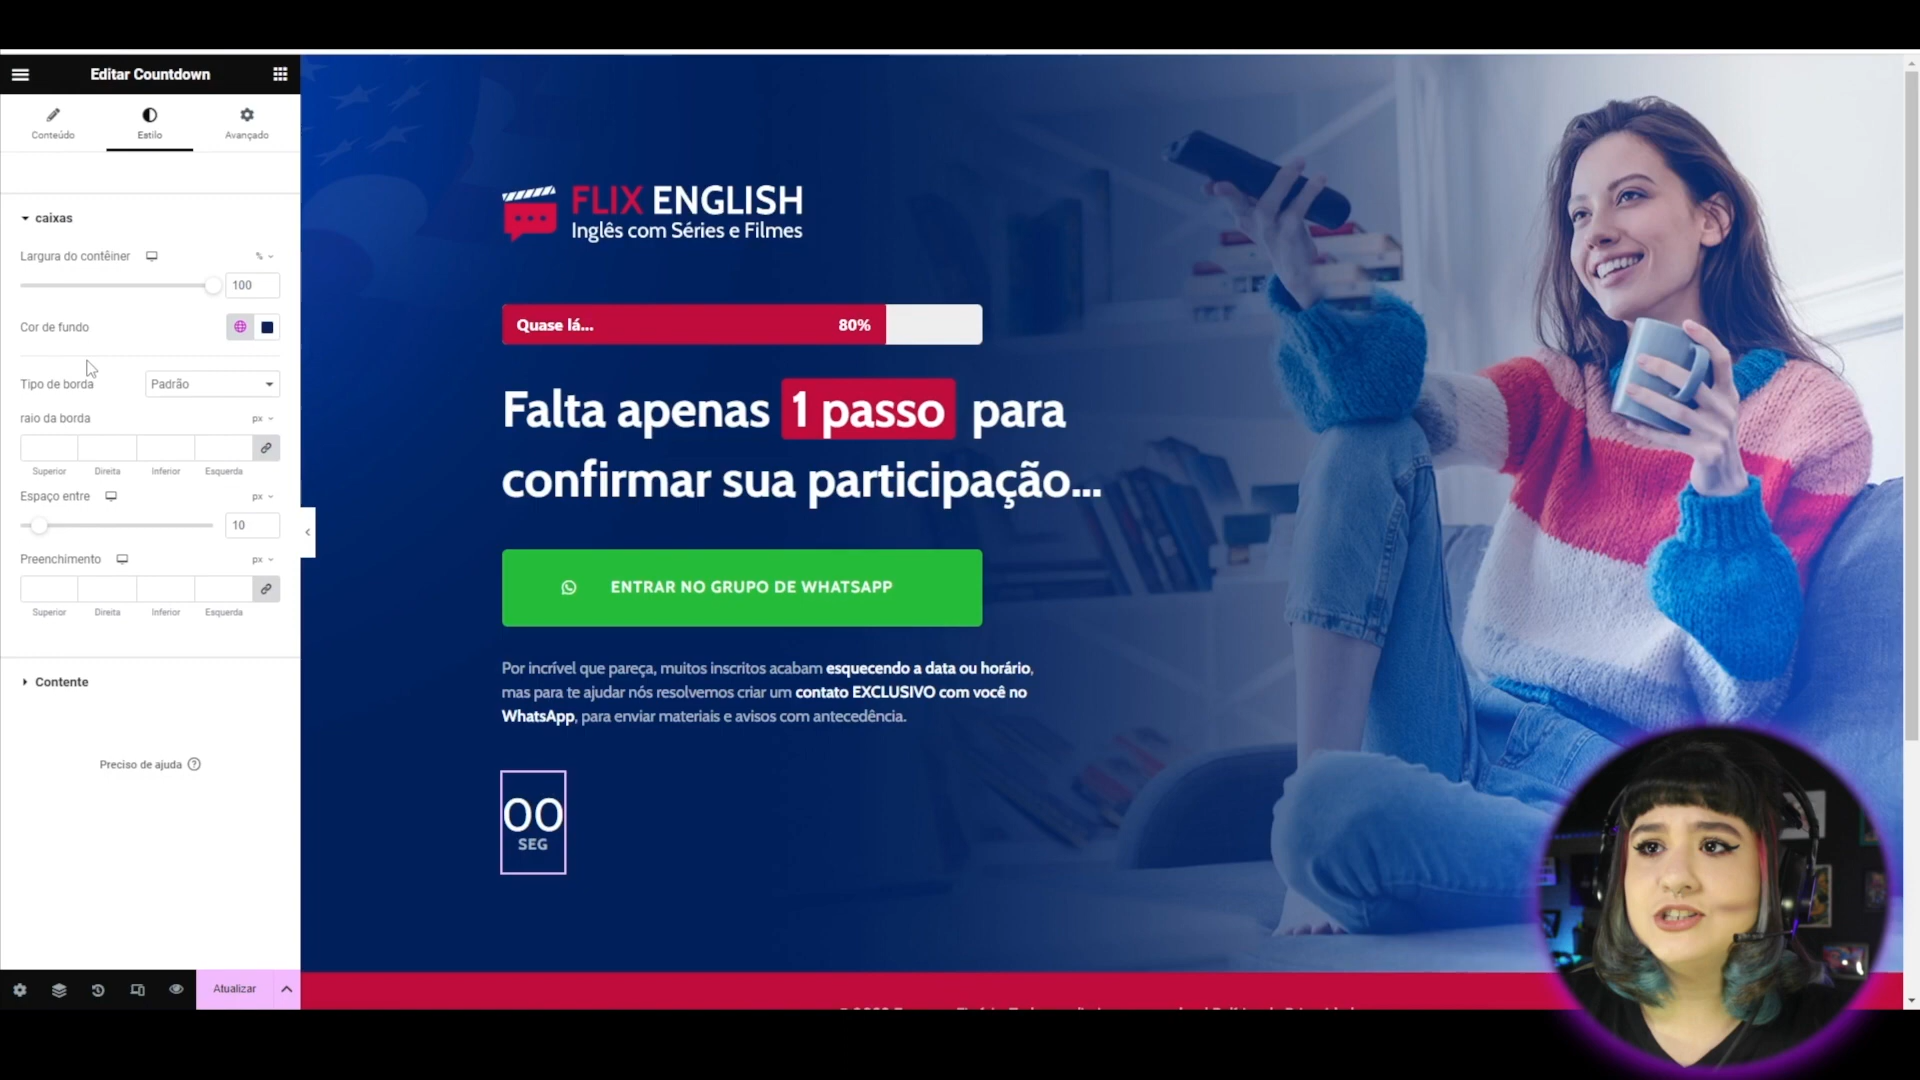 Editar Countdown
Conteúdo
Estilo
Avançado
caixas
Largura do contêiner
%
100
Cor de fundo
Tipo de borda
Padrão
raio da borda
px
Superior
Direita
Inferior
Esquerda
Espaço entre
px
10
Preenchimento
px
Superior
Direita
Inferior
Esquerda
Contente
Preciso de ajuda
Atualizar
FLIX ENGLISH
Inglês com Séries e Filmes
Quase lá...
80%
Falta apenas 1 passo para
confirmar sua participação...
ENTRAR NO GRUPO DE WHATSAPP
Por incrível que pareça, muitos inscritos acabam esquecendo a data ou horário,
mas para te ajudar nós resolvemos criar um contato EXCLUSIVO com você no
WhatsApp, para enviar materiais e avisos com antecedência.
00
SEG